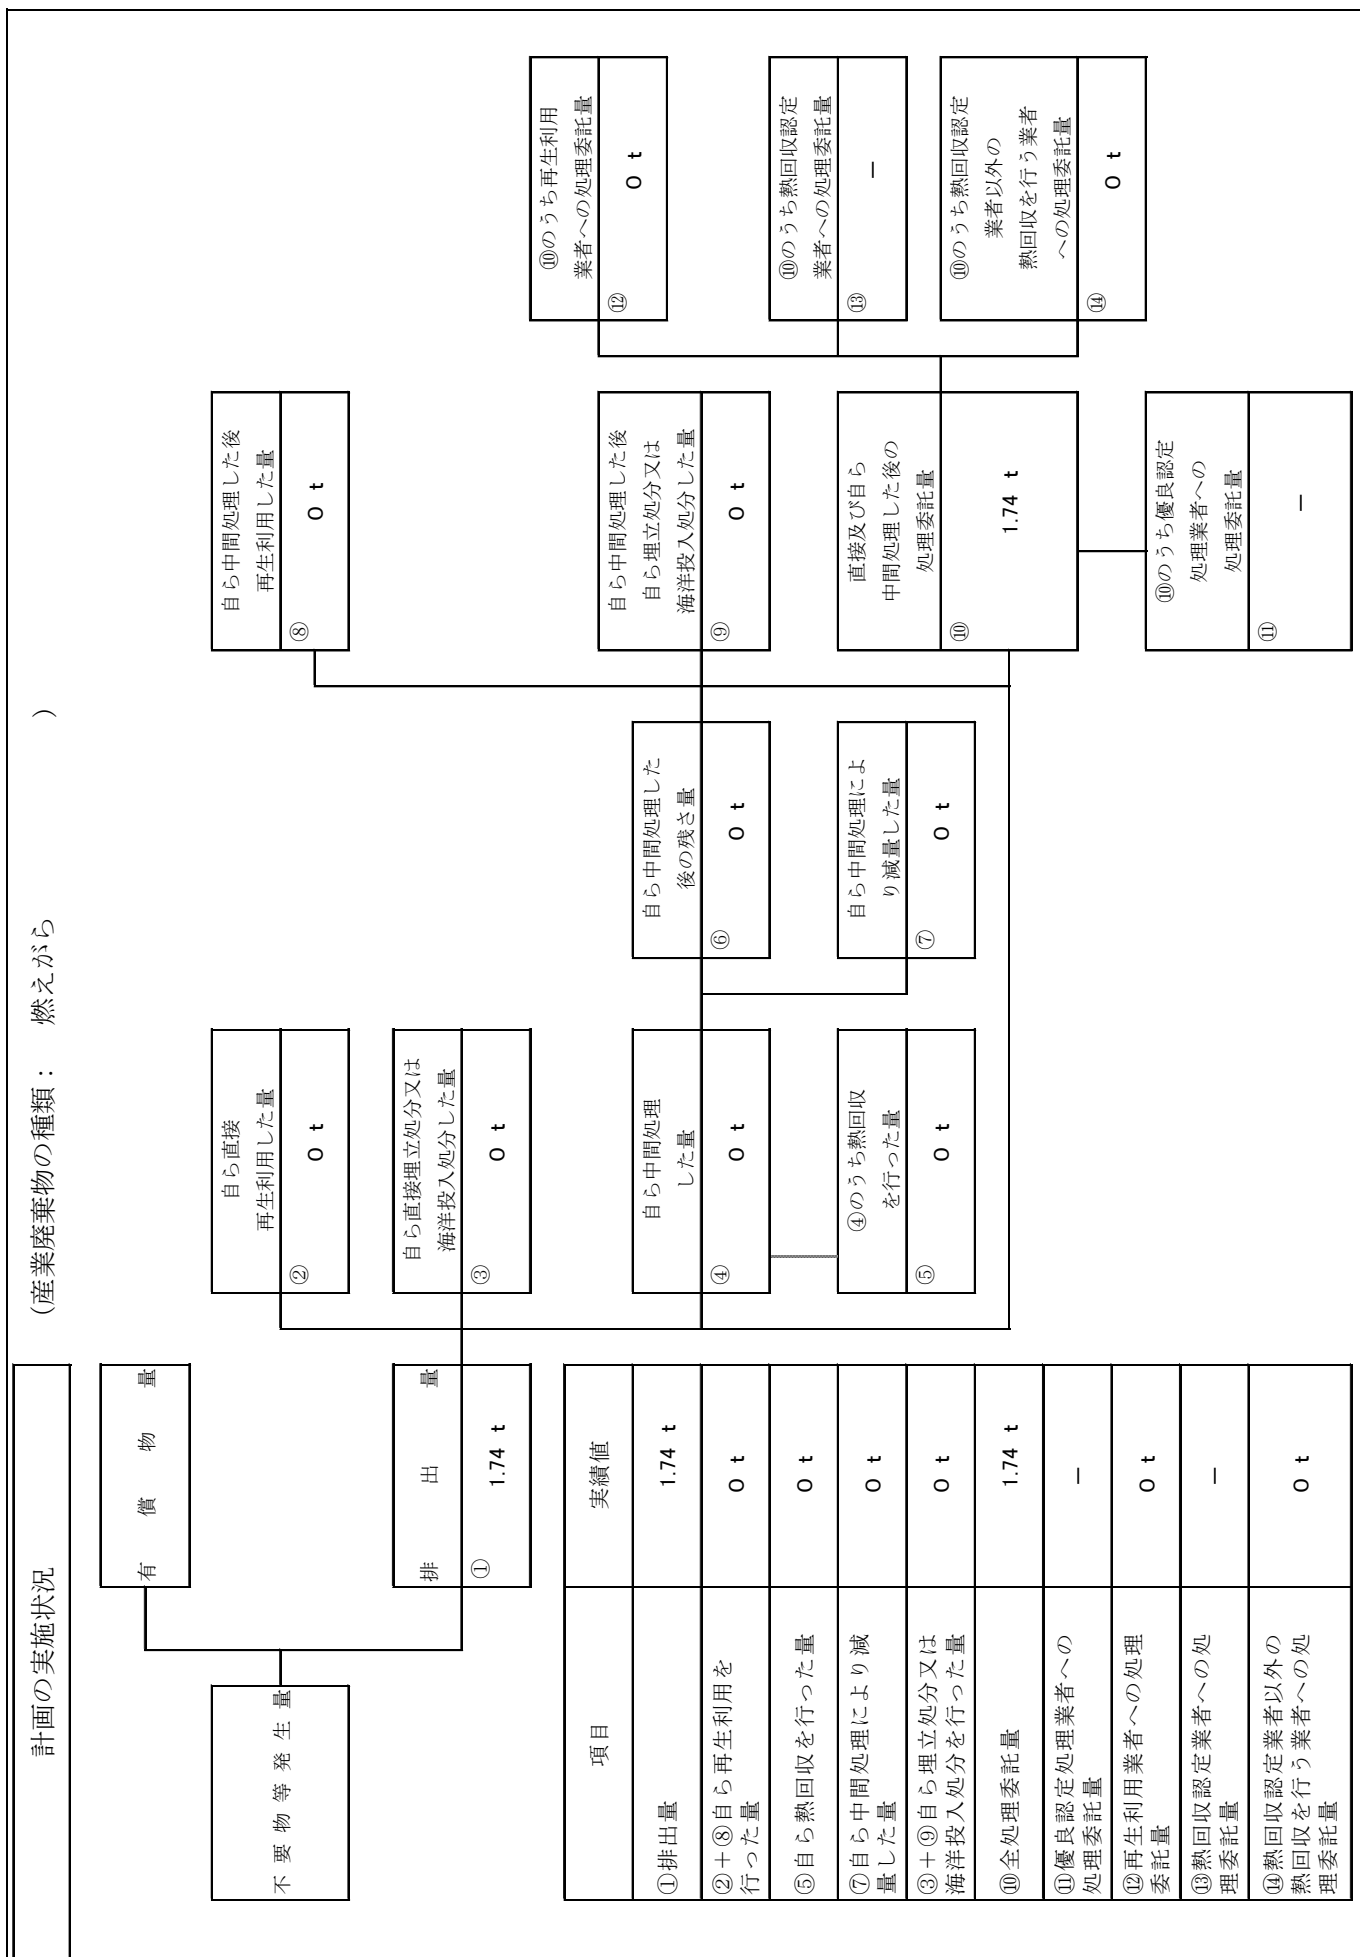 計画の実施状況
(産業廃棄物の種類： 燃えがら )
不要物等発生量
有償物量
排出量
①
1.74 t
自ら直接
再生利用した量
②
0 t
自ら直接埋立処分又は
海洋投入処分した量
③
0 t
自ら中間処理
した量
④
0 t
④のうち熱回収
を行った量
⑤
0 t
自ら中間処理した
後の残さ量
⑥
0 t
自ら中間処理によ
り減量した量
⑦
0 t
自ら中間処理した後
再生利用した量
⑧
0 t
自ら中間処理した後
自ら埋立処分又は
海洋投入処分した量
⑨
0 t
直接及び自ら
中間処理した後の
処理委託量
⑩
1.74 t
⑩のうち優良認定
処理業者への
処理委託量
⑪
－
⑩のうち再生利用
業者への処理委託量
⑫
0 t
⑩のうち熱回収認定
業者への処理委託量
⑬
－
⑩のうち熱回収認定
業者以外の
熱回収を行う業者
への処理委託量
⑭
0 t
項目
実績値
①排出量
1.74 t
②＋⑧自ら再生利用を
行った量
0 t
⑤自ら熱回収を行った量
0 t
⑦自ら中間処理により減
量した量
0 t
③＋⑨自ら埋立処分又は
海洋投入処分を行った量
0 t
⑩全処理委託量
1.74 t
⑪優良認定処理業者への
処理委託量
－
⑫再生利用業者への処理
委託量
0 t
⑬熱回収認定業者への処
理委託量
－
⑭熱回収認定業者以外の
熱回収を行う業者への処
理委託量
0 t